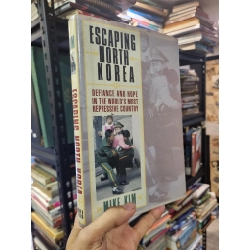 ESCAPING
NORTH
KOREA
DEFIANCE AND HOPE
IN THE WORLD'S MOST
REPRESSIVE COUNTRY
MIKE KIM
ESCAPING NORTH KOREA